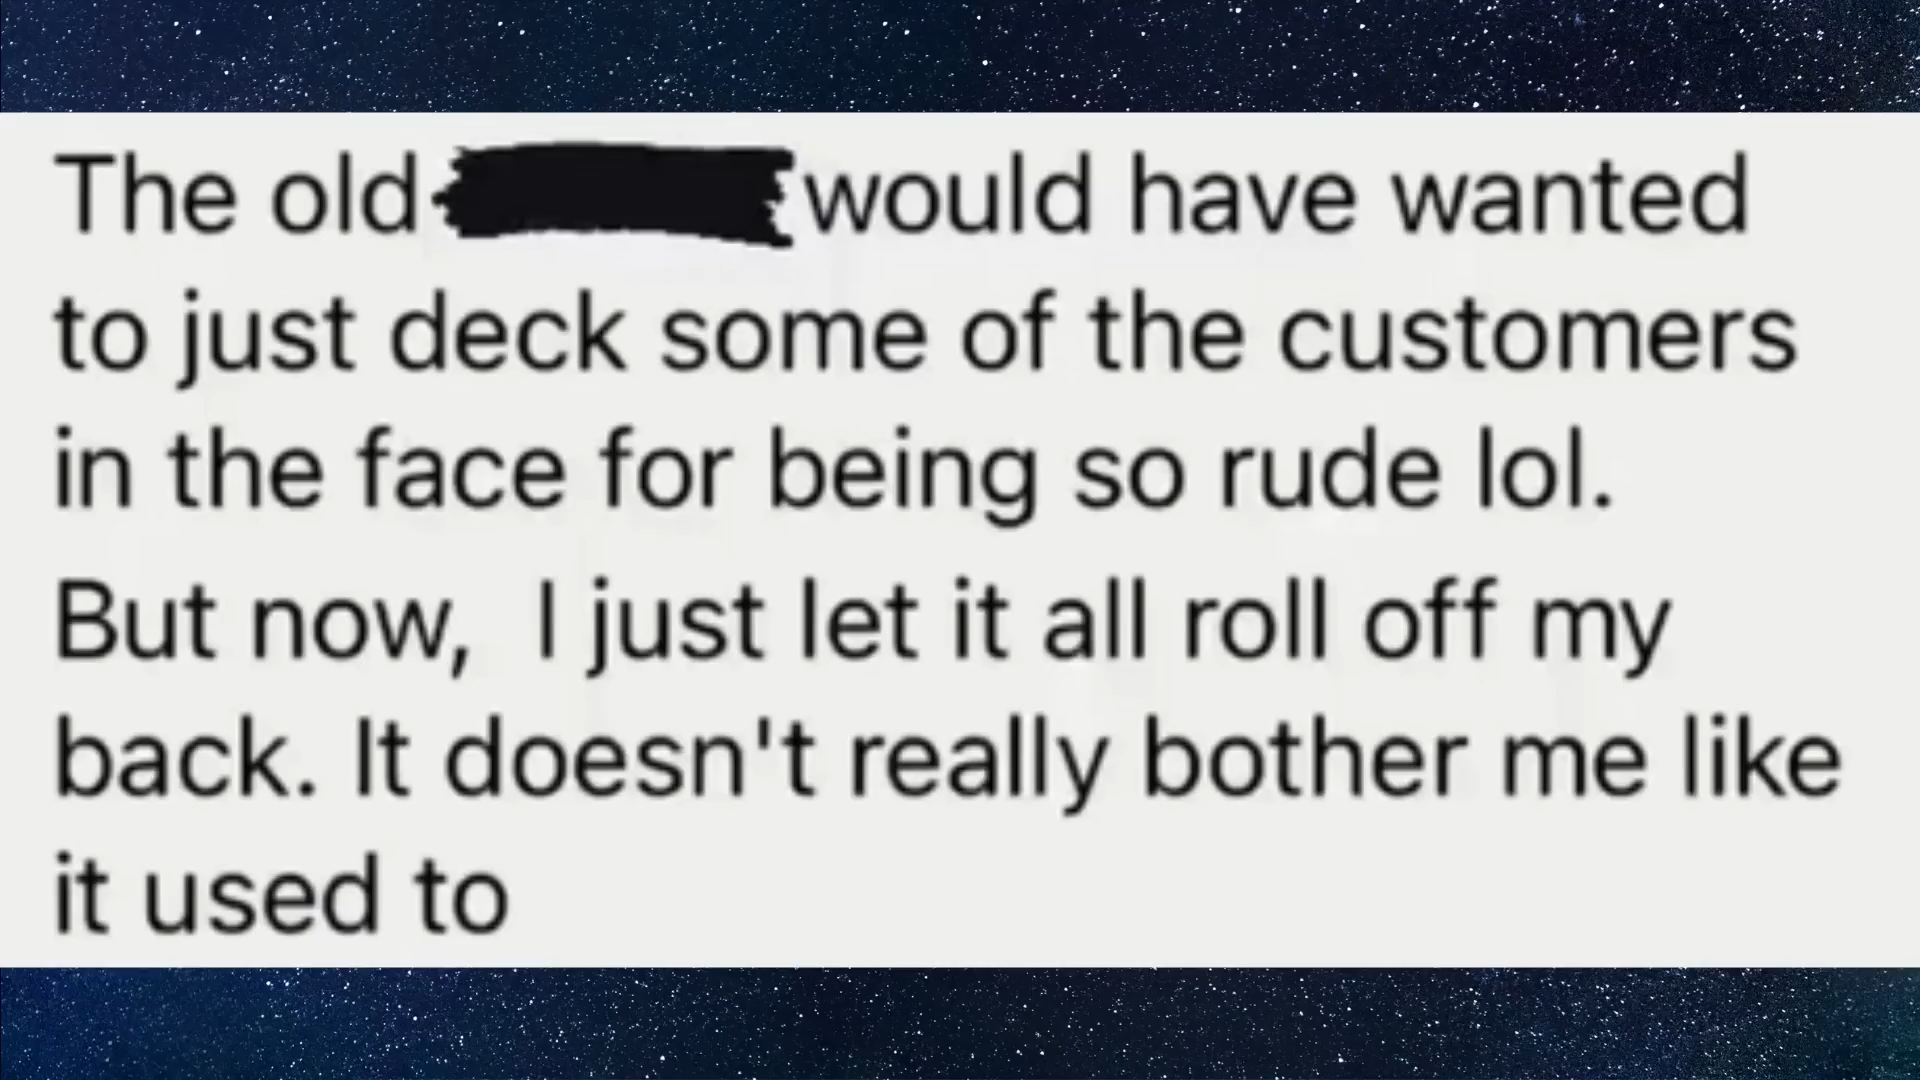 The old would have wanted
to just deck some of the customers
in the face for being so rude lol.
But now,  I just let it all roll off my
back. It doesn't really bother me like
it used to